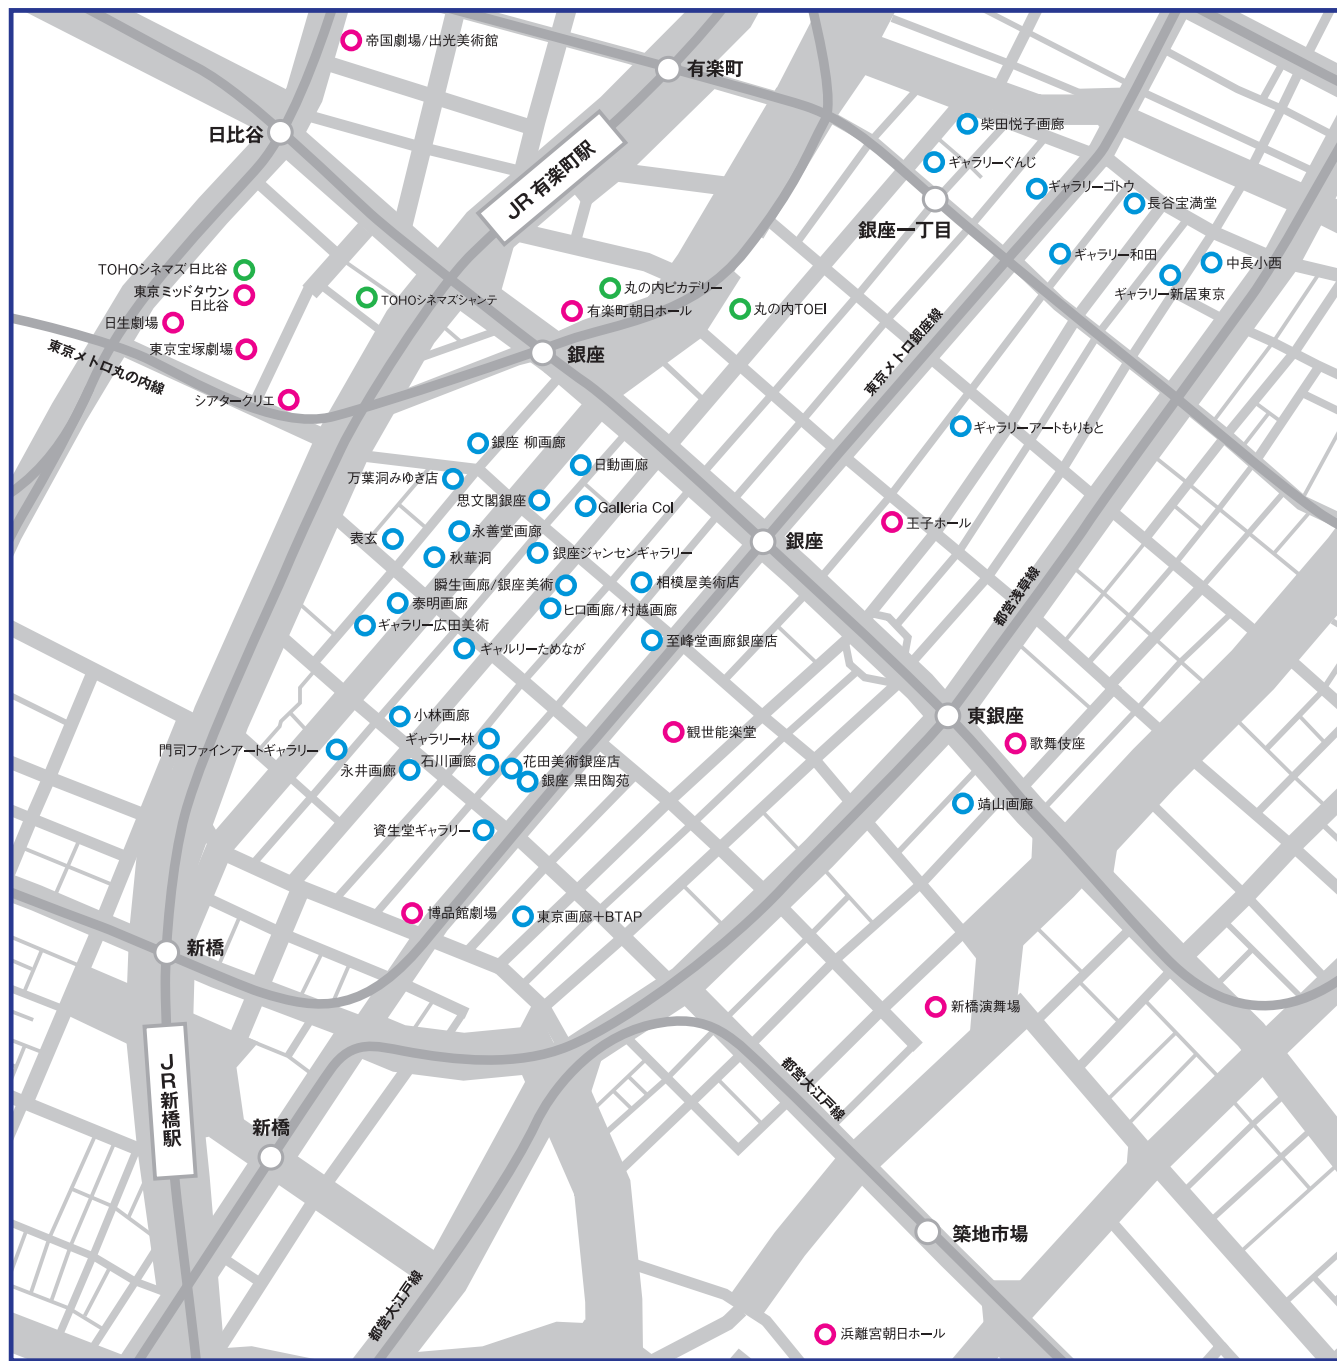 帝国劇場/出光美術館
有楽町
日比谷
JR 有楽町駅
柴田悦子画廊
ギャラリーぐんじ
ギャラリーゴトウ
長谷宝満堂
銀座一丁目
ギャラリー和田
中長小西
ギャラリー新居東京
TOHOシネマズ 日比谷
東京ミッドタウン
日比谷
TOHOシネマズシャンテ
丸の内ピカデリー
有楽町朝日ホール
丸の内TOEI
日生劇場
東京宝塚劇場
東京メトロ丸の内線
銀座
東京メトロ銀座線
シアタークリエ
ギャラリーアートもりもと
銀座 柳画廊
日動画廊
万葉洞みゆき店
思文閣銀座
Galleria Col
王子ホール
表玄
永善堂画廊
銀座
秋華洞
銀座ジャンセンギャラリー
瞬生画廊/銀座美術
相模屋美術店
泰明画廊
ヒロ画廊/村越画廊
都営浅草線
ギャラリー広田美術
ギャルリーためなが
至峰堂画廊銀座店
小林画廊
東銀座
ギャラリー林
観世能楽堂
歌舞伎座
門司ファインアートギャラリー
永井画廊
石川画廊
花田美術銀座店
銀座 黒田陶苑
靖山画廊
資生堂ギャラリー
博品館劇場
東京画廊+BTAP
新橋
新橋演舞場
JR新橋駅
都営大江戸線
新橋
築地市場
都営大江戸線
浜離宮朝日ホール